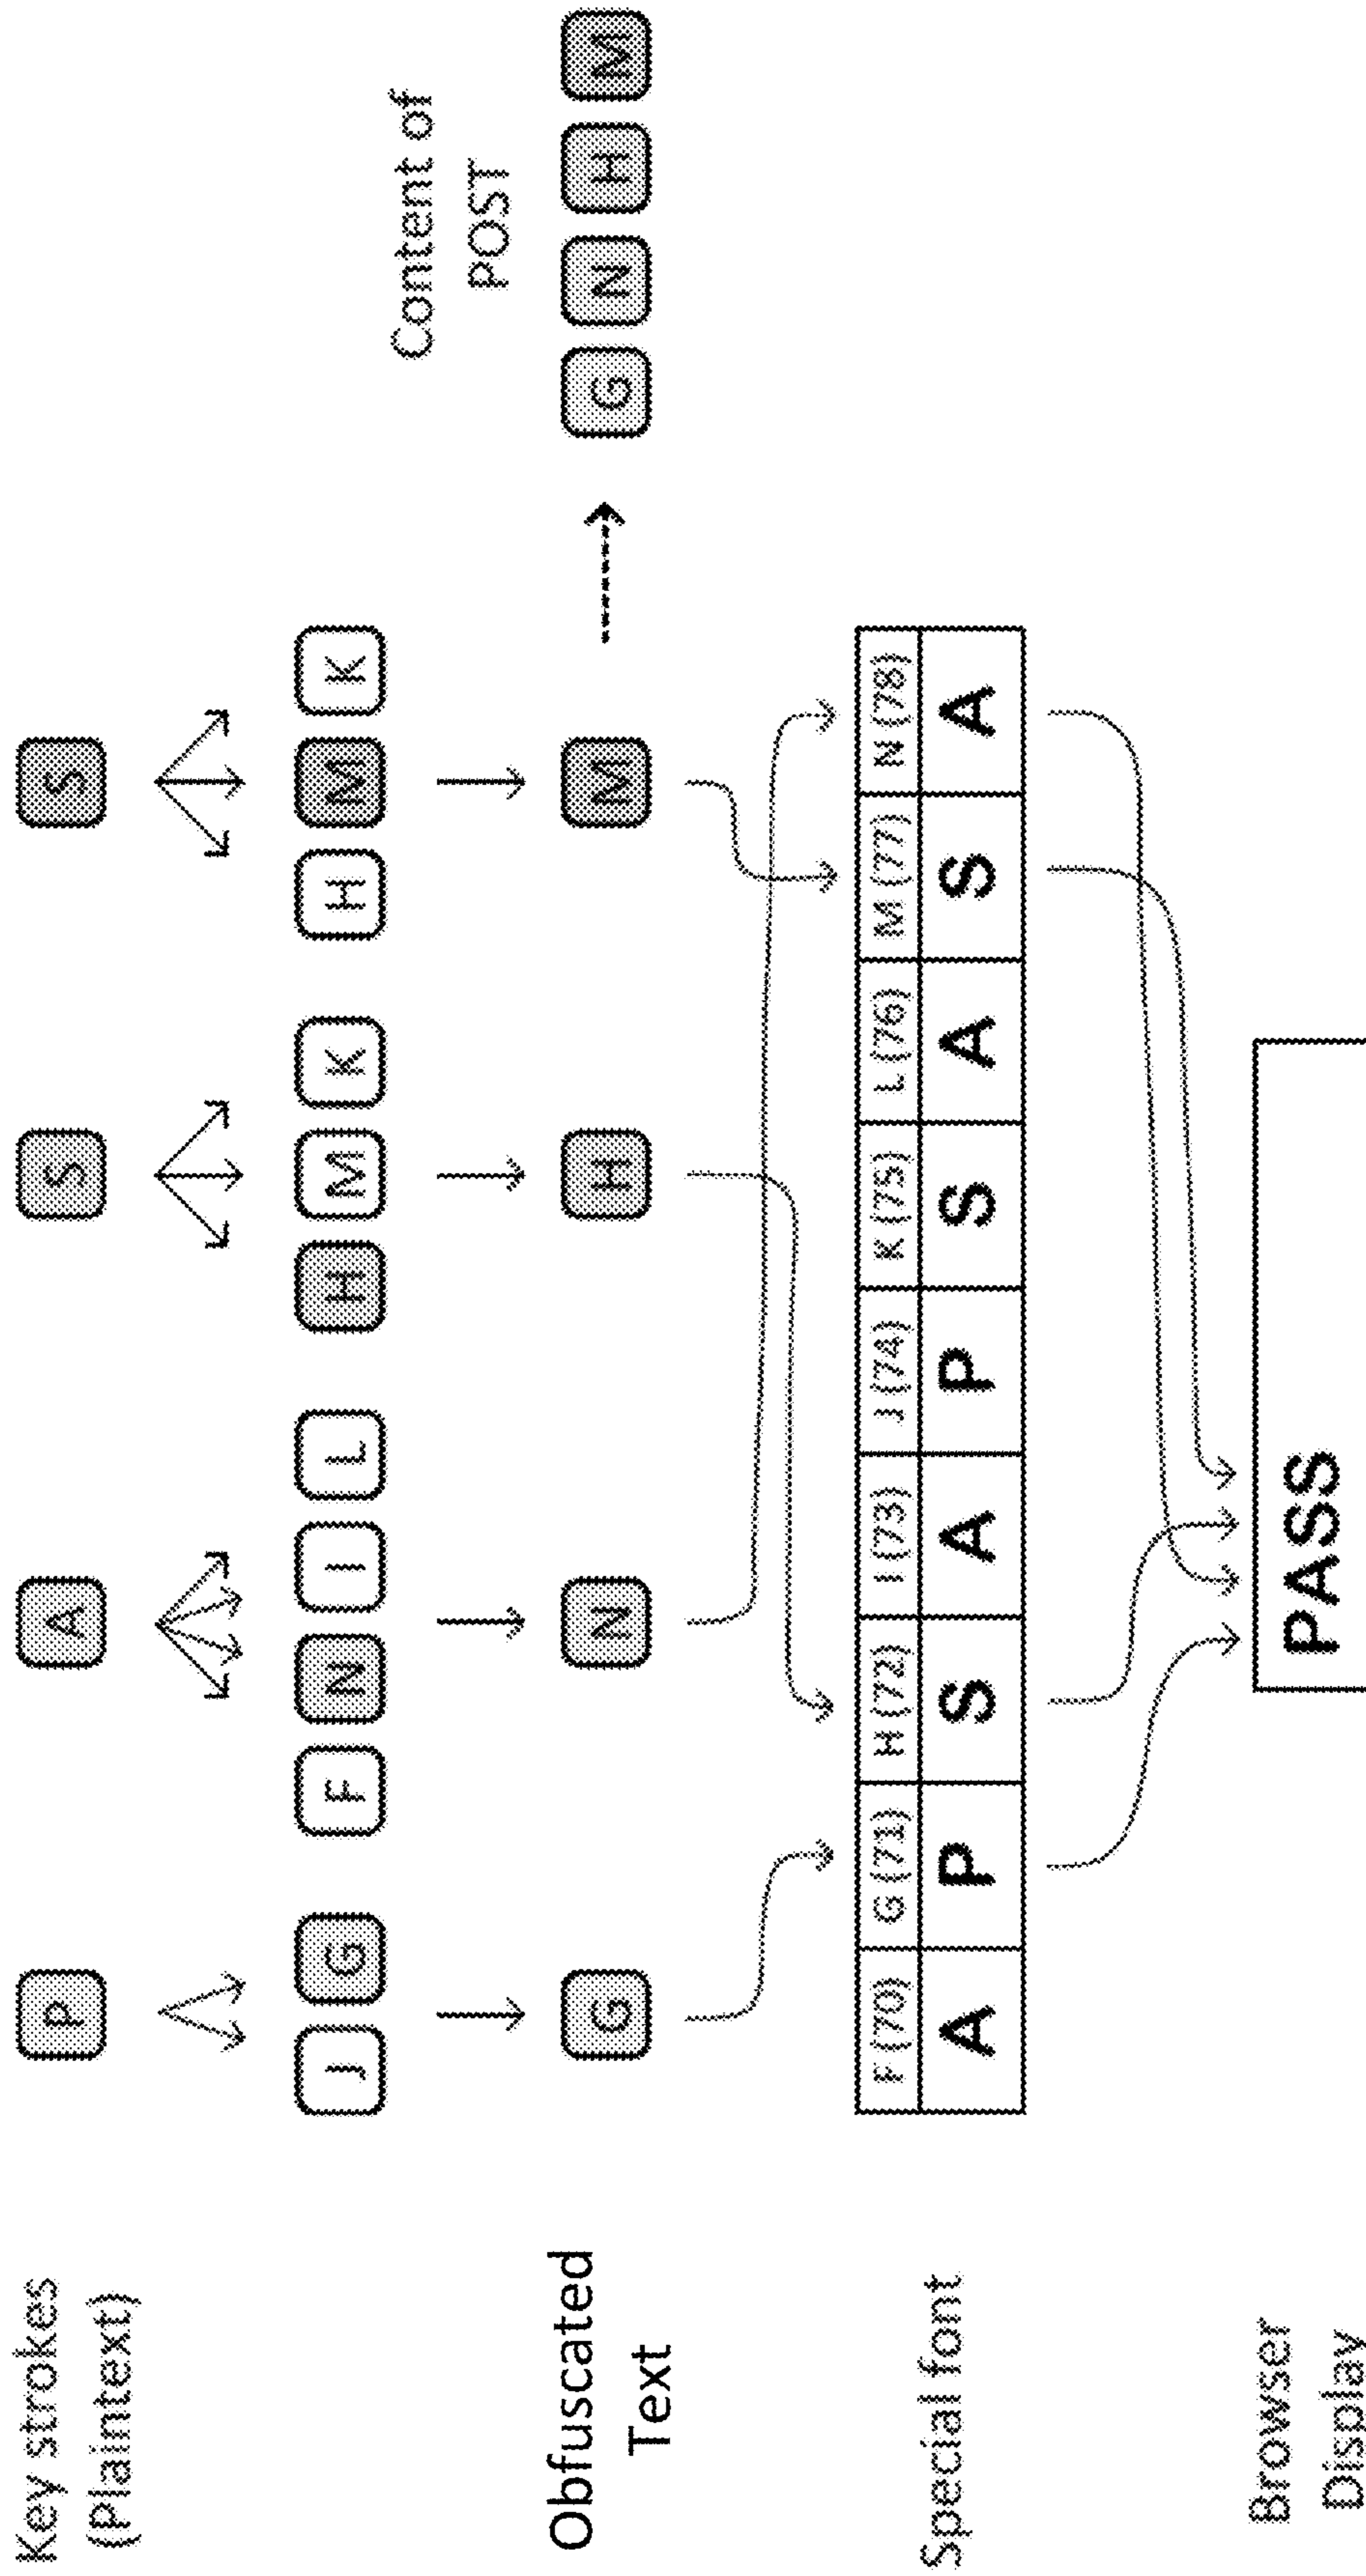 Key strokes
(Plaintext)
P A S S
J G F N I L H M K H M K
Content of
POST
Obfuscated
Text
G N H M G N H M
Special font
F (70) G (71) H (72) I (73) J (74) K (75) L (76) M (77) N (78)
A P S A P S A S A
Browser
Display
PASS